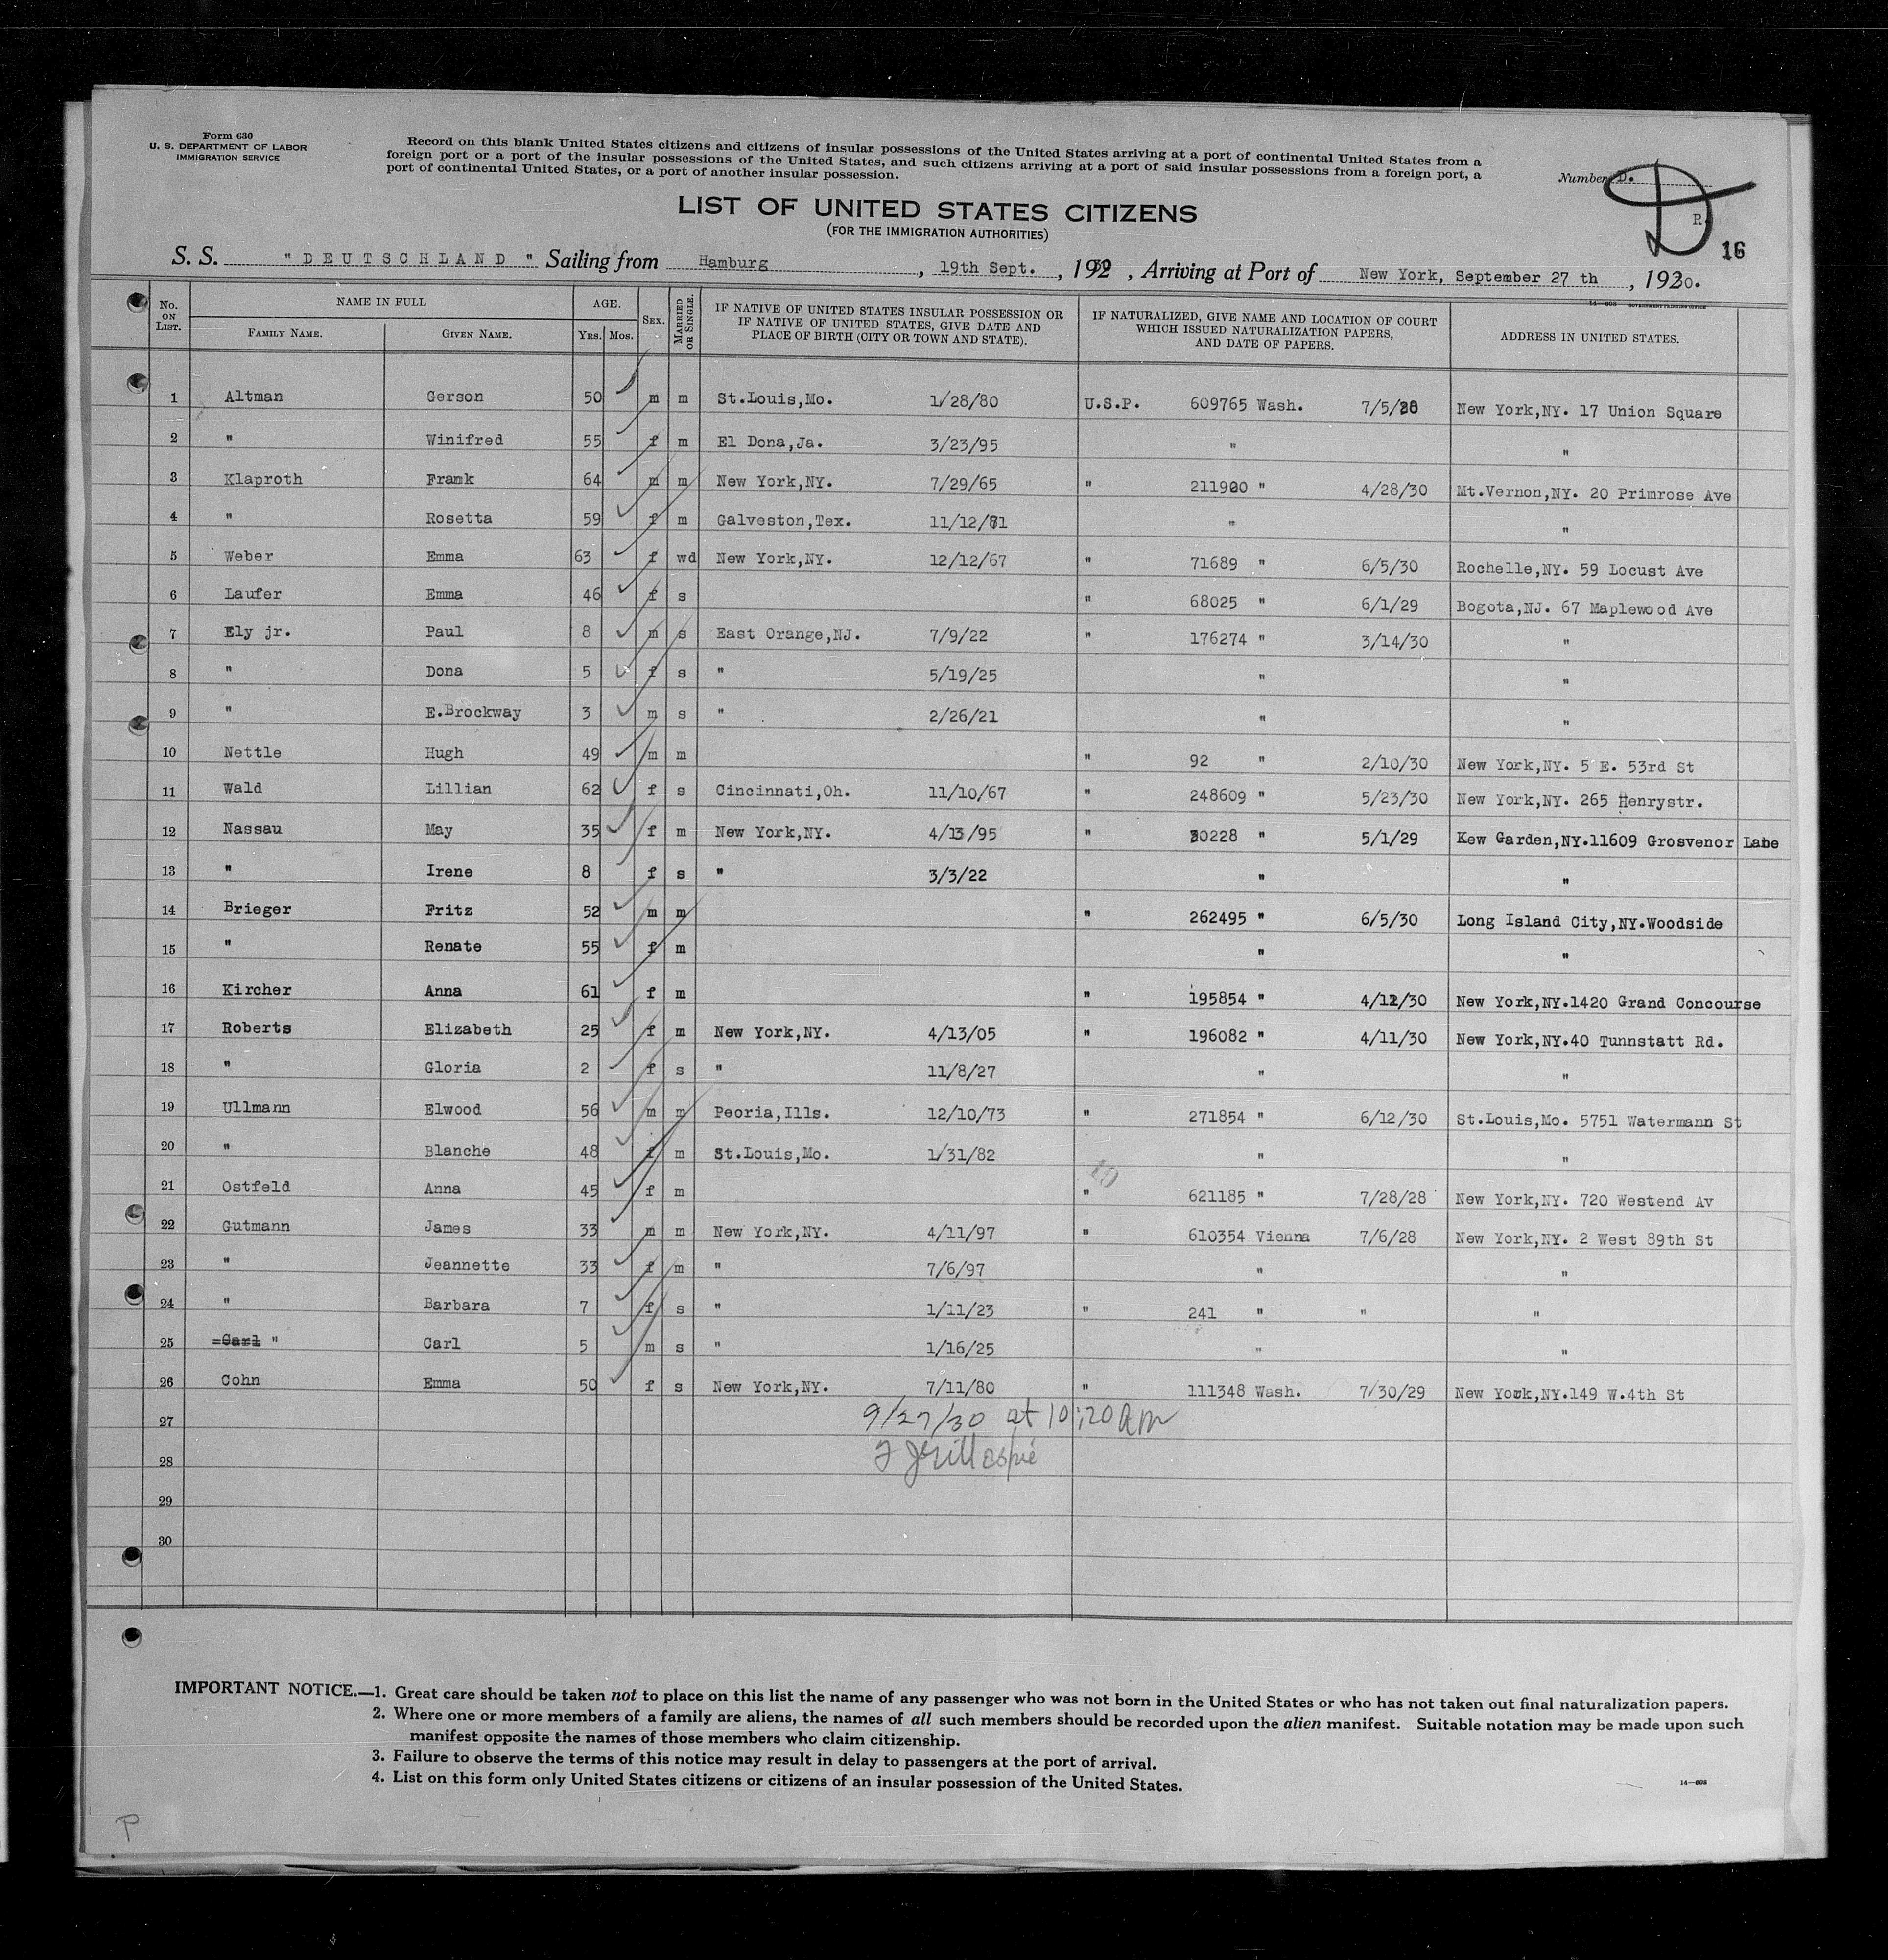 Form 630
U. S. DEPARTMENT OF LABOR
IMMIGRATION SERVICE
Record on this blank United States citizens and citizens of insular possessions of the United States arriving at a port of continental United States from a
foreign port or a port of the insular possessions of the United States, and such citizens arriving at a port of said insular possessions from a foreign port, a
port of continental United States, or a port of another insular possession.
Number D.
D
R
16
LIST OF UNITED STATES CITIZENS
(FOR THE IMMIGRATION AUTHORITIES)
S. S. " DEUTSCHLAND " Sailing from Hamburg, 19th Sept., 1930, Arriving at Port of New York, September 27 th, 1930.
14—608 GOVERNMENT PRINTING OFFICE
No. ON LIST. NAME IN FULL FAMILY NAME. GIVEN NAME. AGE. YRS. MOS. SEX. MARRIED OR SINGLE. IF NATIVE OF UNITED STATES INSULAR POSSESSION OR IF NATIVE OF UNITED STATES, GIVE DATE AND PLACE OF BIRTH (CITY OR TOWN AND STATE). IF NATURALIZED, GIVE NAME AND LOCATION OF COURT WHICH ISSUED NATURALIZATION PAPERS, AND DATE OF PAPERS. ADDRESS IN UNITED STATES.
1 Altman Gerson 50 m m St.Louis,Mo. 1/28/80 U.S.P. 609765 Wash. 7/5/28 New York,NY. 17 Union Square
2 " Winifred 55 f m El Dona,Ja. 3/23/95 " "
3 Klaproth Frank 64 m m New York,NY. 7/29/65 " 211920 " 4/28/30 Mt.Vernon,NY. 20 Primrose Ave
4 " Rosetta 59 f m Galveston,Tex. 11/12/71 " "
5 Weber Emma 63 f wd New York,NY. 12/12/67 " 71689 " 6/5/30 Rochelle,NY. 59 Locust Ave
6 Laufer Emma 46 f s " 68025 " 6/1/29 Bogota,NJ. 67 Maplewood Ave
7 Ely jr. Paul 8 m s East Orange,NJ. 7/9/22 " 176274 " 3/14/30 "
8 " Dona 5 f s " 5/19/25 " "
9 " E.Brockway 3 m s " 2/26/21 " "
10 Nettle Hugh 49 m m " 92 " 2/10/30 New York,NY. 5 E. 53rd St
11 Wald Lillian 62 f s Cincinnati,Oh. 11/10/67 " 248609 " 5/23/30 New York,NY. 265 Henrystr.
12 Nassau May 35 f m New York,NY. 4/13/95 " 30228 " 5/1/29 Kew Garden,NY.11609 Grosvenor Lane
13 " Irene 8 f s " 3/3/22 " "
14 Brieger Fritz 52 m m " 262495 " 6/5/30 Long Island City,NY.Woodside
15 " Renate 55 f m " "
16 Kircher Anna 61 f m " 195854 " 4/12/30 New York,NY.1420 Grand Concourse
17 Roberts Elizabeth 25 f m New York,NY. 4/13/05 " 196082 " 4/11/30 New York,NY.40 Tunnstatt Rd.
18 " Gloria 2 f s " 11/8/27 " "
19 Ullmann Elwood 56 m m Peoria,Ills. 12/10/73 " 271854 " 6/12/30 St.Louis,Mo. 5751 Watermann St
20 " Blanche 48 f m St.Louis,Mo. 1/31/82 " "
10
21 Ostfeld Anna 45 f m " 621185 " 7/28/28 New York,NY. 720 Westend Av
22 Gutmann James 33 m m New York,NY. 4/11/97 " 610354 Vienna 7/6/28 New York,NY. 2 West 89th St
23 " Jeannette 33 f m " 7/6/97 " "
24 " Barbara 7 f s " 1/11/23 " 241 " " "
25 Carl " Carl 5 m s " 1/16/25 " "
26 Cohn Emma 50 f s New York,NY. 7/11/80 " 111348 Wash. 7/30/29 New York,NY.149 W.4th St
27 9/27/30 at 10:20 am
28 F J Gillespie
29
30
IMPORTANT NOTICE.—1. Great care should be taken not to place on this list the name of any passenger who was not born in the United States or who has not taken out final naturalization papers.
2. Where one or more members of a family are aliens, the names of all such members should be recorded upon the alien manifest. Suitable notation may be made upon such
manifest opposite the names of those members who claim citizenship.
3. Failure to observe the terms of this notice may result in delay to passengers at the port of arrival.
4. List on this form only United States citizens or citizens of an insular possession of the United States.
14—608
P